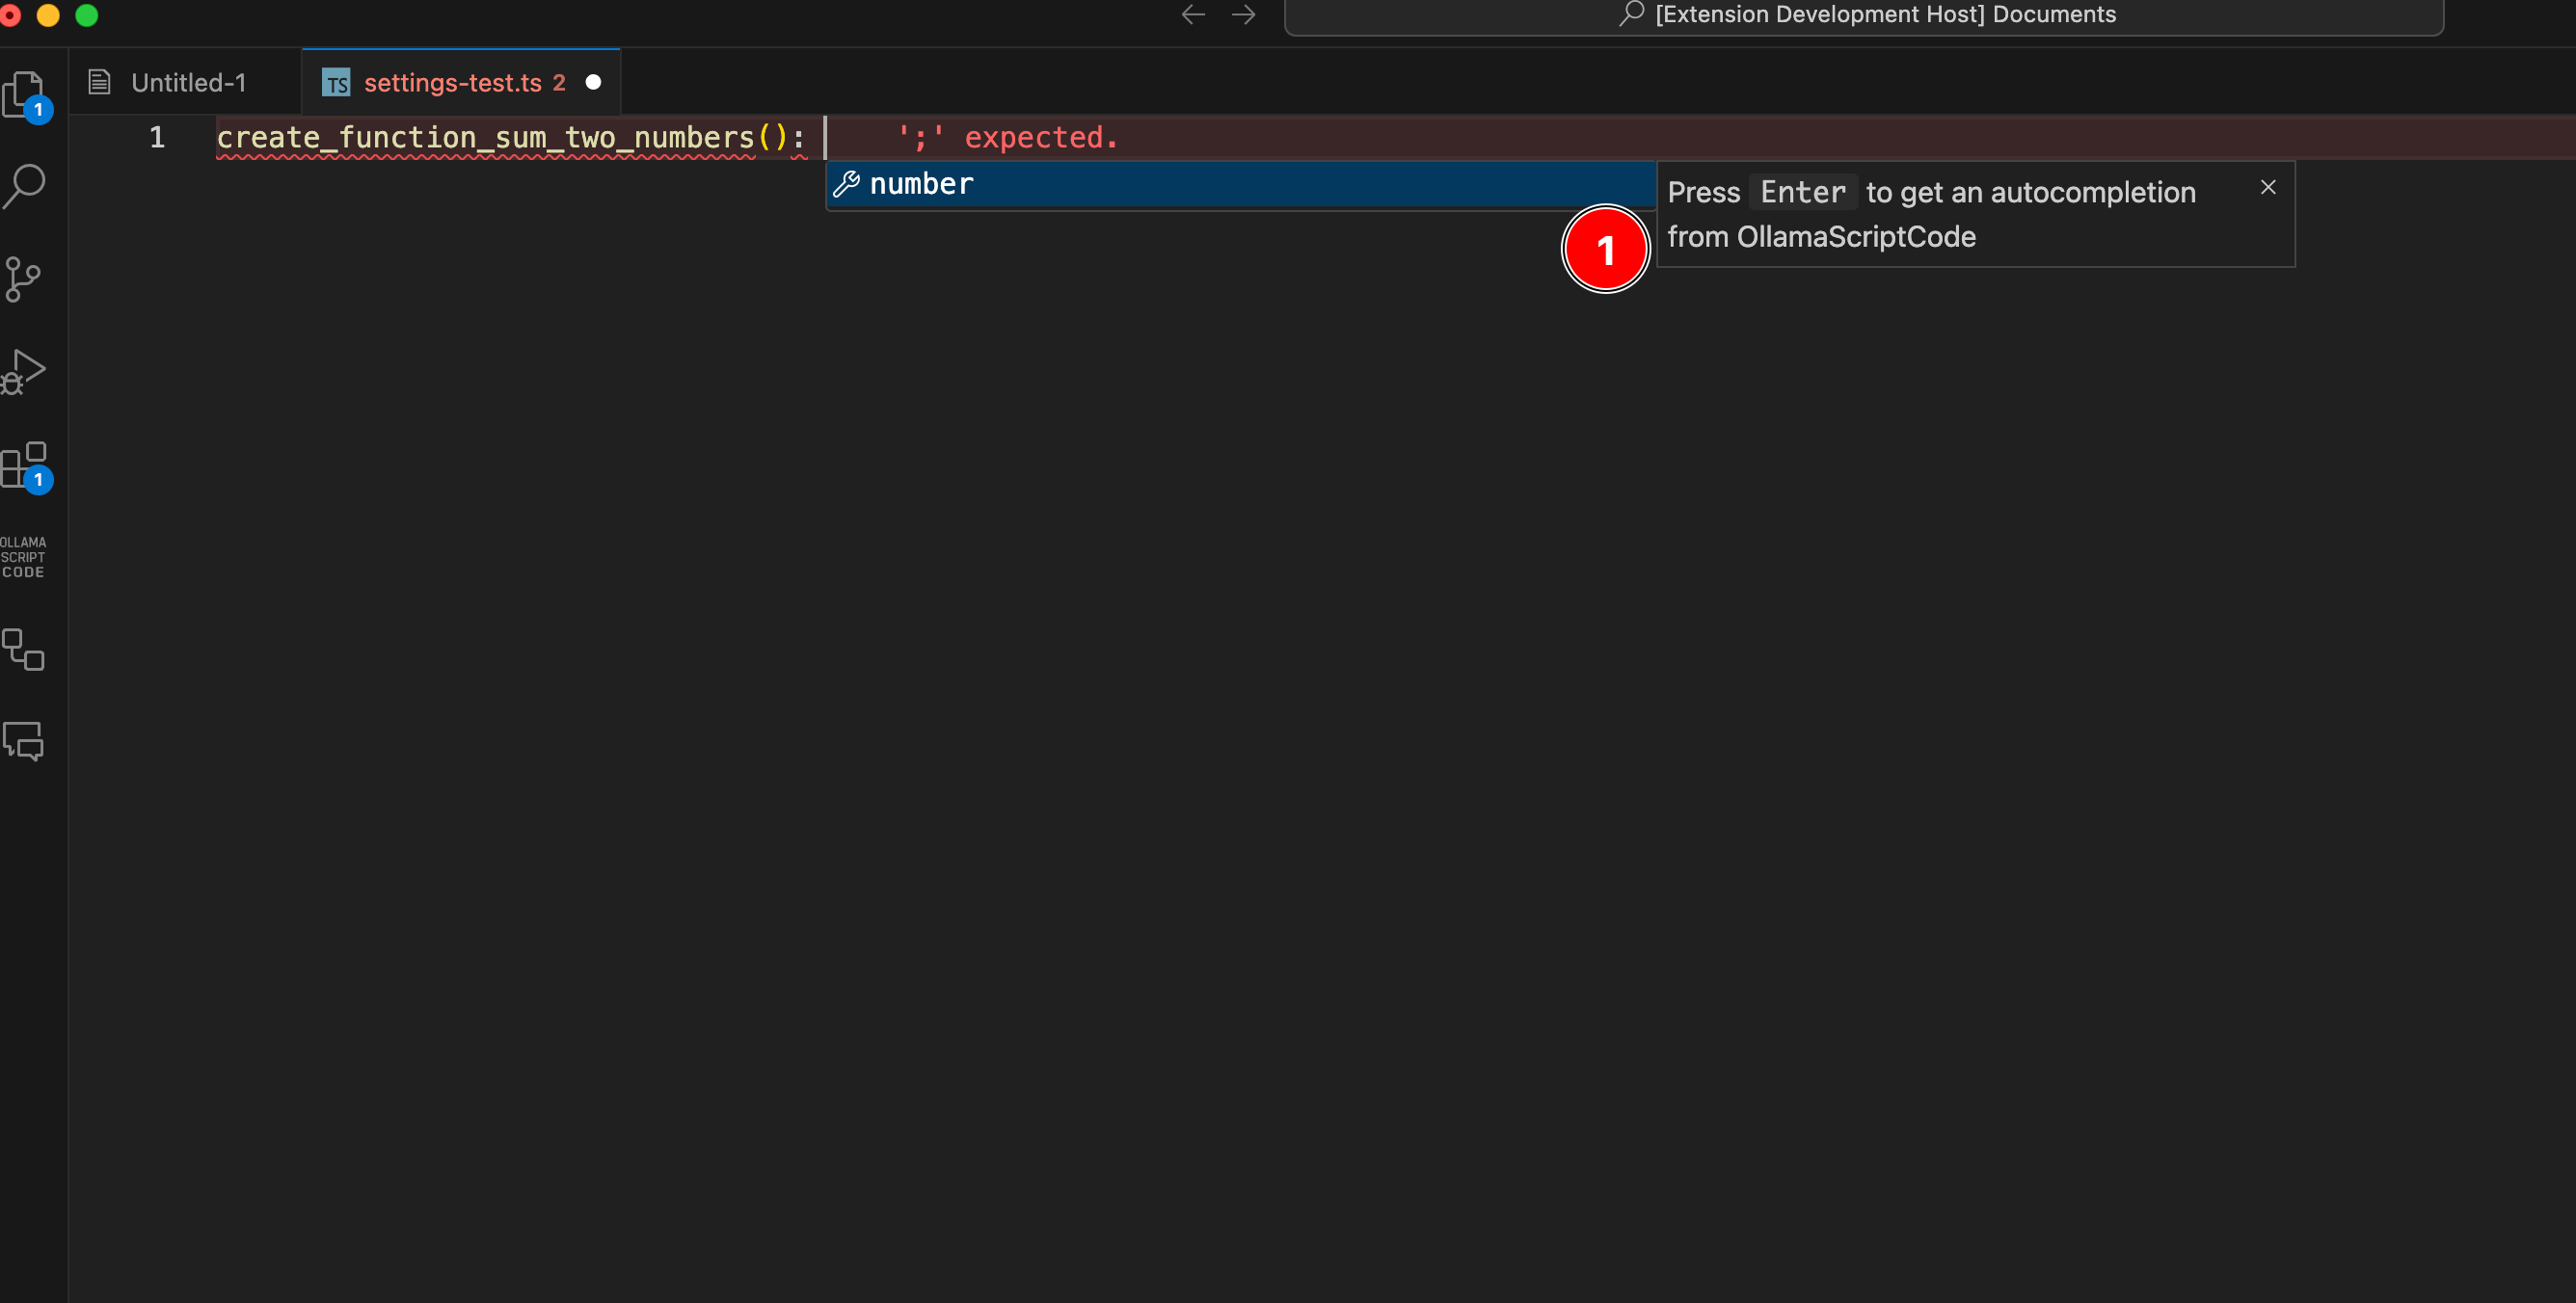 [Extension Development Host] Documents
Untitled-1
TS settings-test.ts 2
1
1 create_function_sum_two_numbers(): ';' expected.
number
Press Enter to get an autocompletion
from OllamaScriptCode
1
1
OLLAMA
SCRIPT
CODE